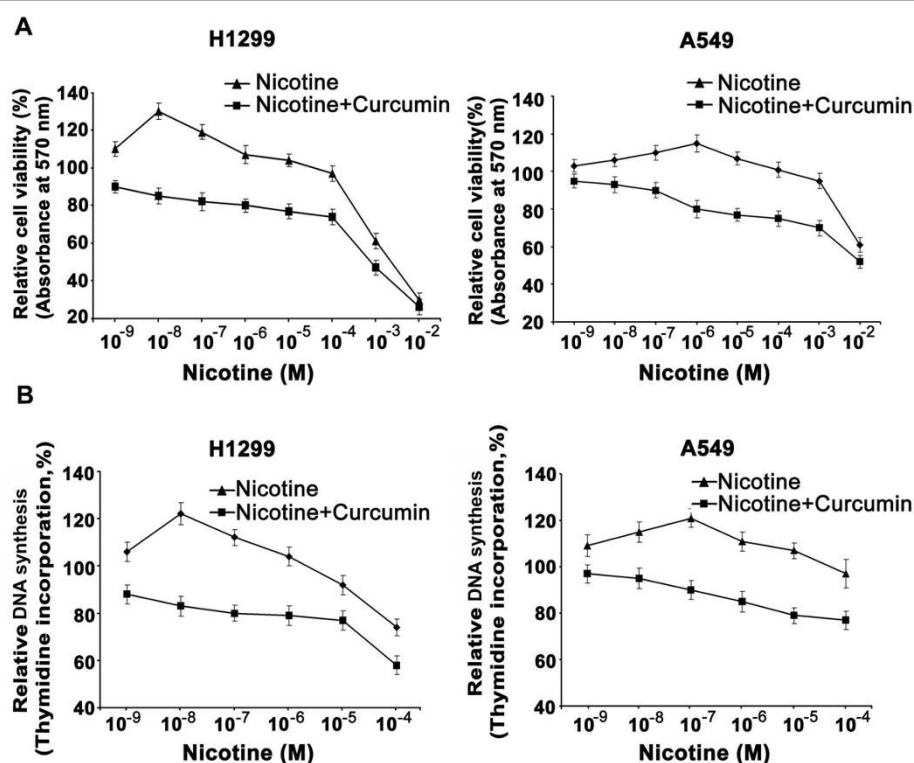 A
H1299
Nicotine
Nicotine+Curcumin
Relative cell viability (%)
(Absorbance at 570 nm)
140
120
100
80
60
40
20
10-9 10-8 10-7 10-6 10-5 10-4 10-3 10-2
Nicotine (M)
A549
Nicotine
Nicotine+Curcumin
Relative cell viability(%)
(Absorbance at 570 nm)
140
120
100
80
60
40
20
10-9 10-8 10-7 10-6 10-5 10-4 10-3 10-2
Nicotine (M)
B
H1299
Nicotine
Nicotine+Curcumin
Relative DNA synthesis
(Thymidine incorporation,%)
140
120
100
80
60
40
10-9 10-8 10-7 10-6 10-5 10-4
Nicotine (M)
A549
Nicotine
Nicotine+Curcumin
Relative DNA synthesis
(Thymidine incorporation,%)
140
120
100
80
60
40
10-9 10-8 10-7 10-6 10-5 10-4
Nicotine (M)